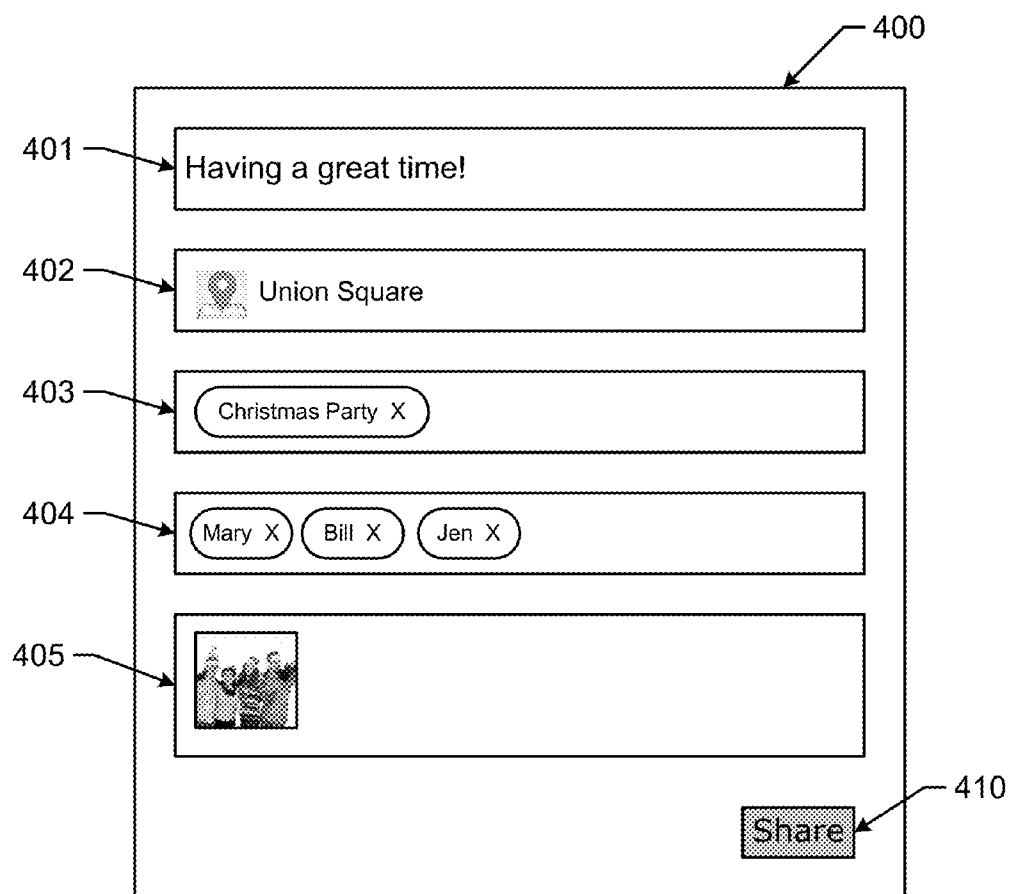 400
401
Having a great time!
402
Union Square
403
Christmas Party X
404
Mary X Bill X Jen X
405
410
Share